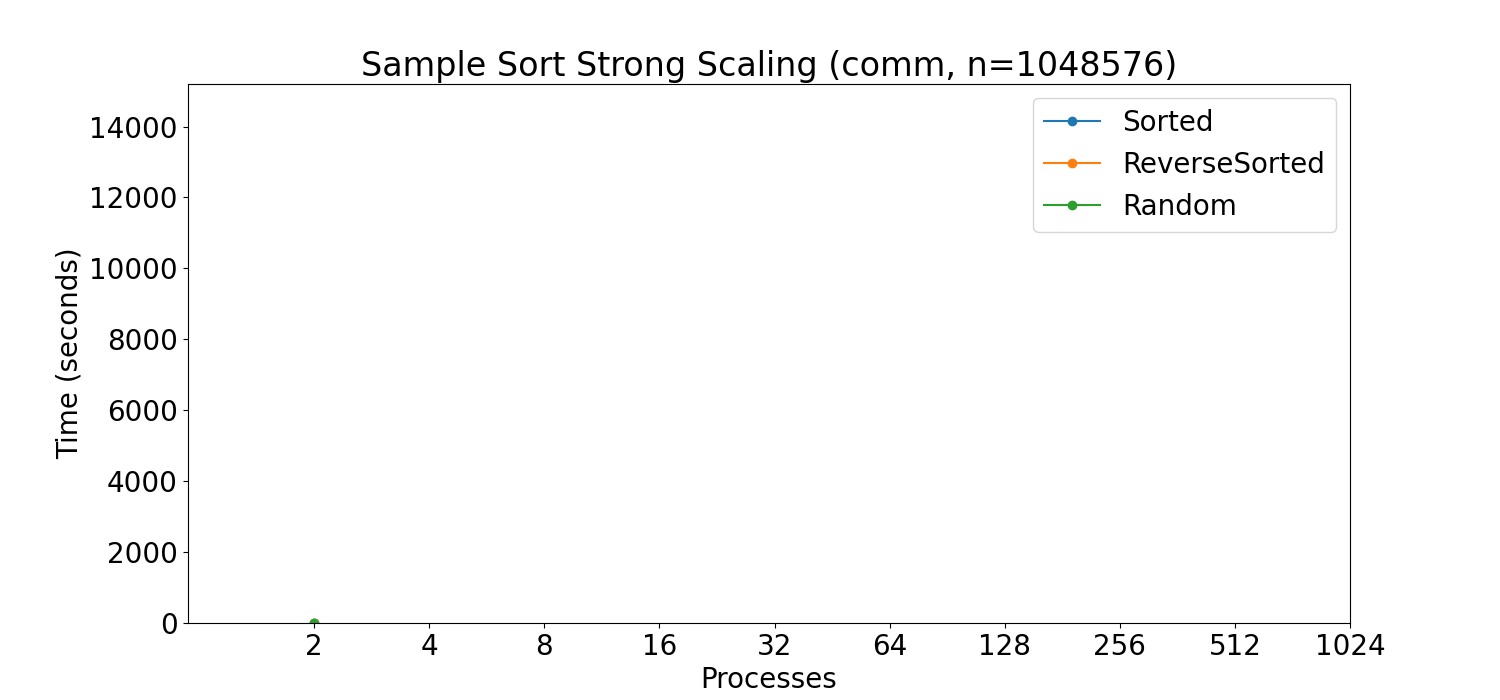 Sample Sort Strong Scaling (comm, n=1048576)
14000
12000
10000
8000
6000
4000
2000
0
Time (seconds)
Sorted
ReverseSorted
Random
2 4 8 16 32 64 128 256 512 1024
Processes